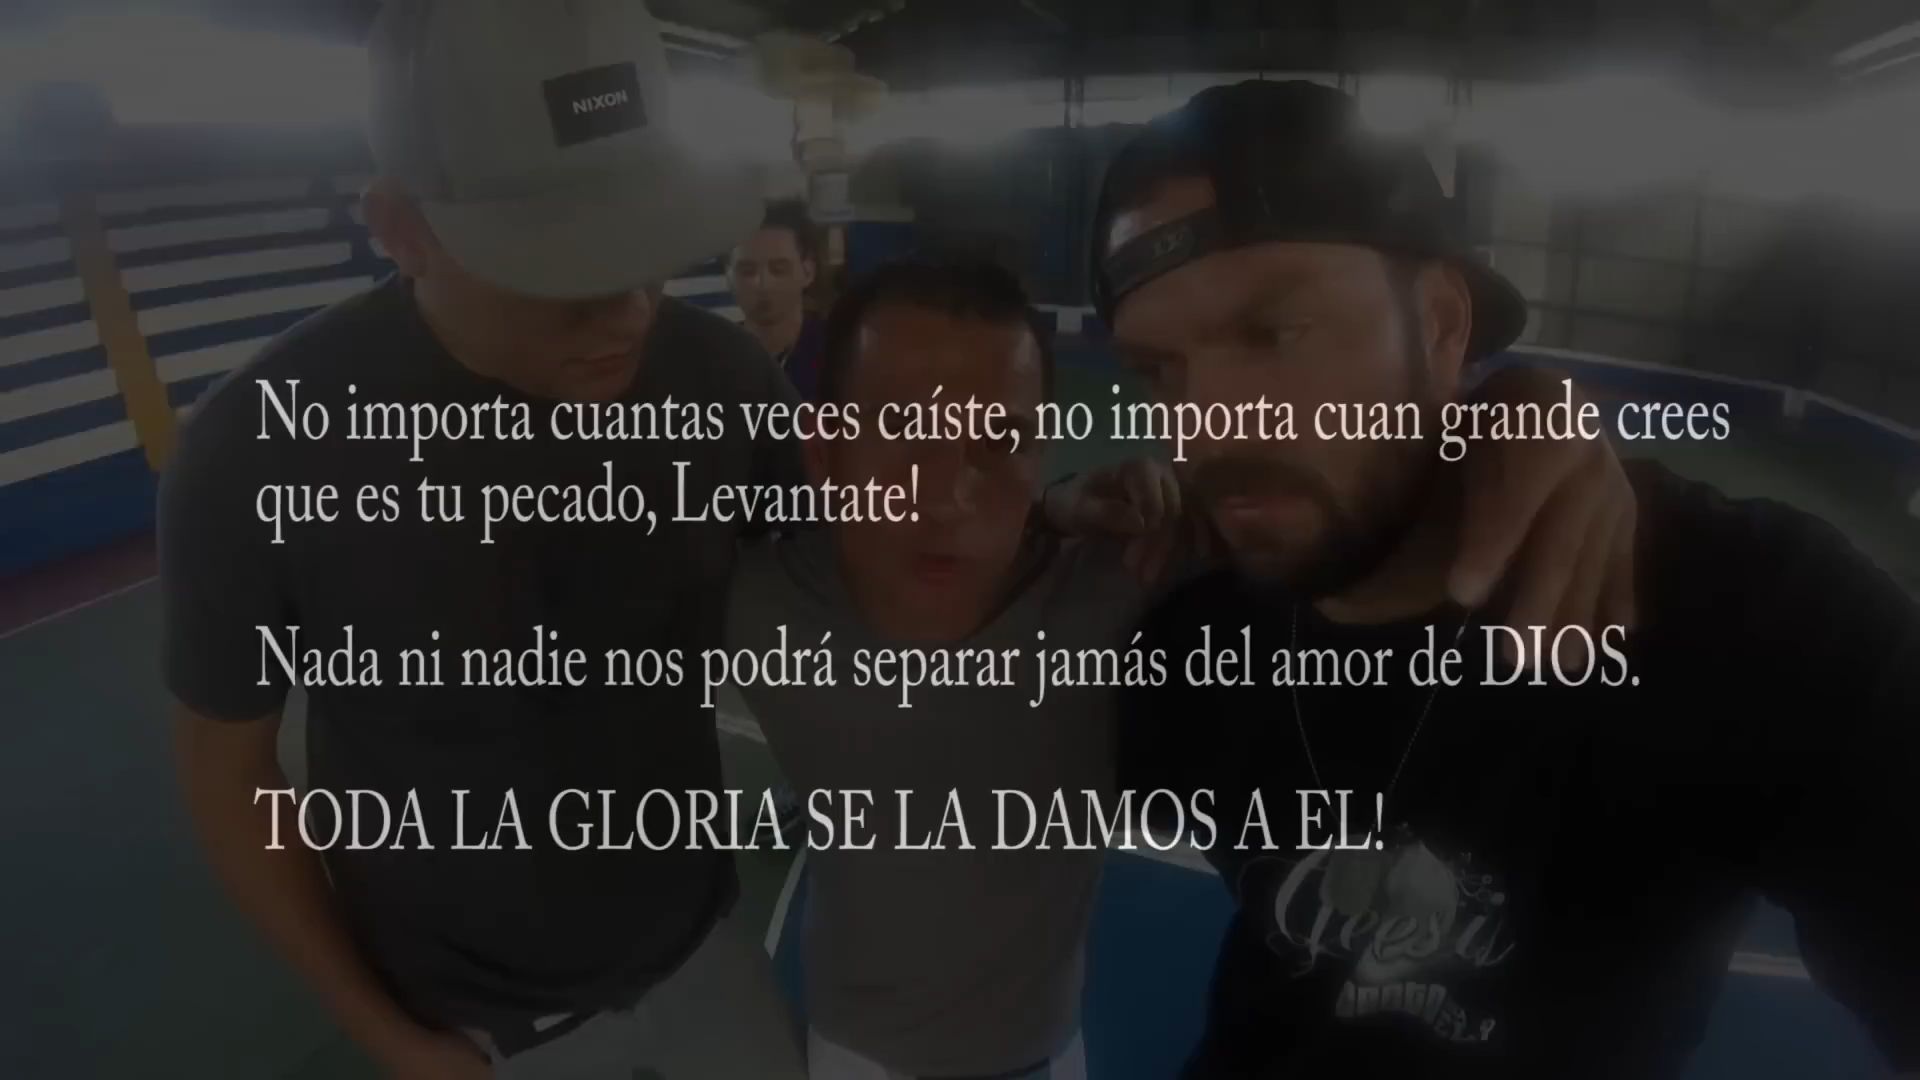 NIXON
No importa cuantas veces caíste, no importa cuan grande crees
que es tu pecado, Levantate!
Nada ni nadie nos podrá separar jamás del amor de DIOS.
TODA LA GLORIA SE LA DAMOS A EL!